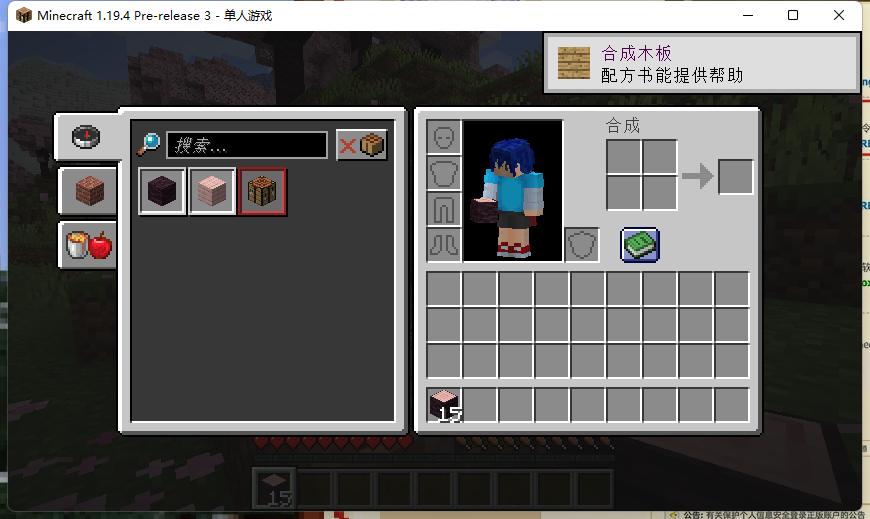 Minecraft 1.19.4 Pre-release 3 - 单人游戏
合成木板
配方书能提供帮助
搜索...
合成
15
15
公告: 有关保护个人信息安全登录正版账户的公告